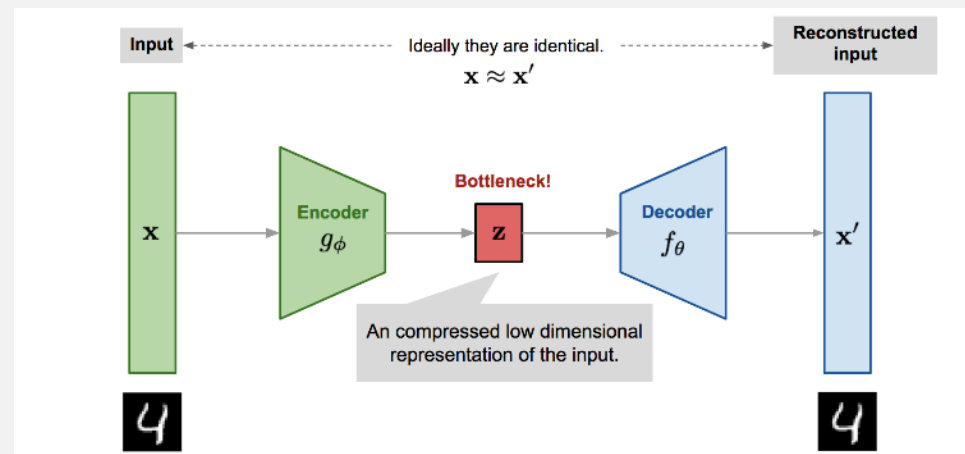 Input
Ideally they are identical.
x ≈ x′
Reconstructed
input
Bottleneck!
x
Encoder
gϕ
z
Decoder
fθ
x′
An compressed low dimensional
representation of the input.
4
4